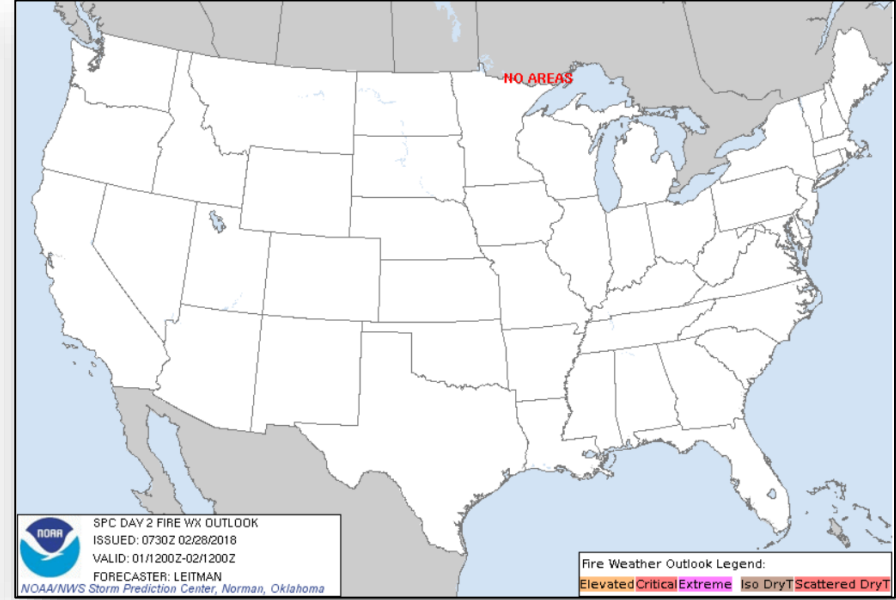 NO AREAS
NOAA
SPC DAY 2 FIRE WX OUTLOOK
ISSUED: 0730Z 02/28/2018
VALID: 01/1200Z-02/1200Z
FORECASTER: LEITMAN
NOAA/NWS Storm Prediction Center, Norman, Oklahoma
Fire Weather Outlook Legend:
Elevated Critical Extreme Iso DryT Scattered DryT